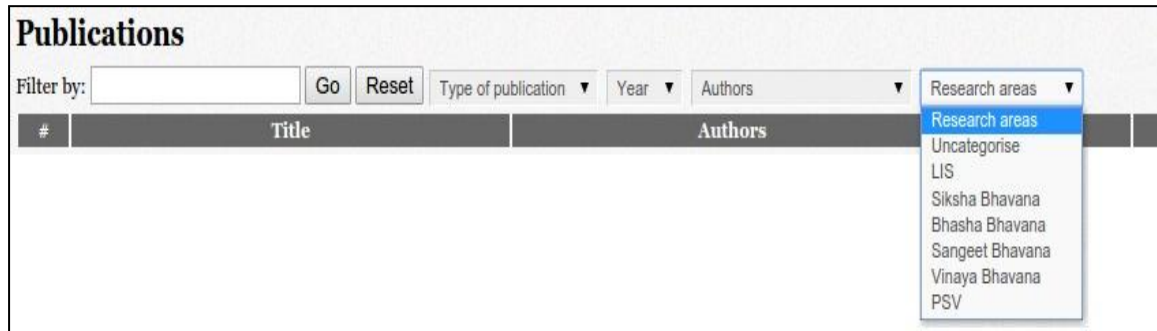 Publications
Filter by: Go Reset Type of publication ▼ Year ▼ Authors ▼ Research areas ▼
# Title Authors
Research areas
Uncategorise
LIS
Siksha Bhavana
Bhasha Bhavana
Sangeet Bhavana
Vinaya Bhavana
PSV